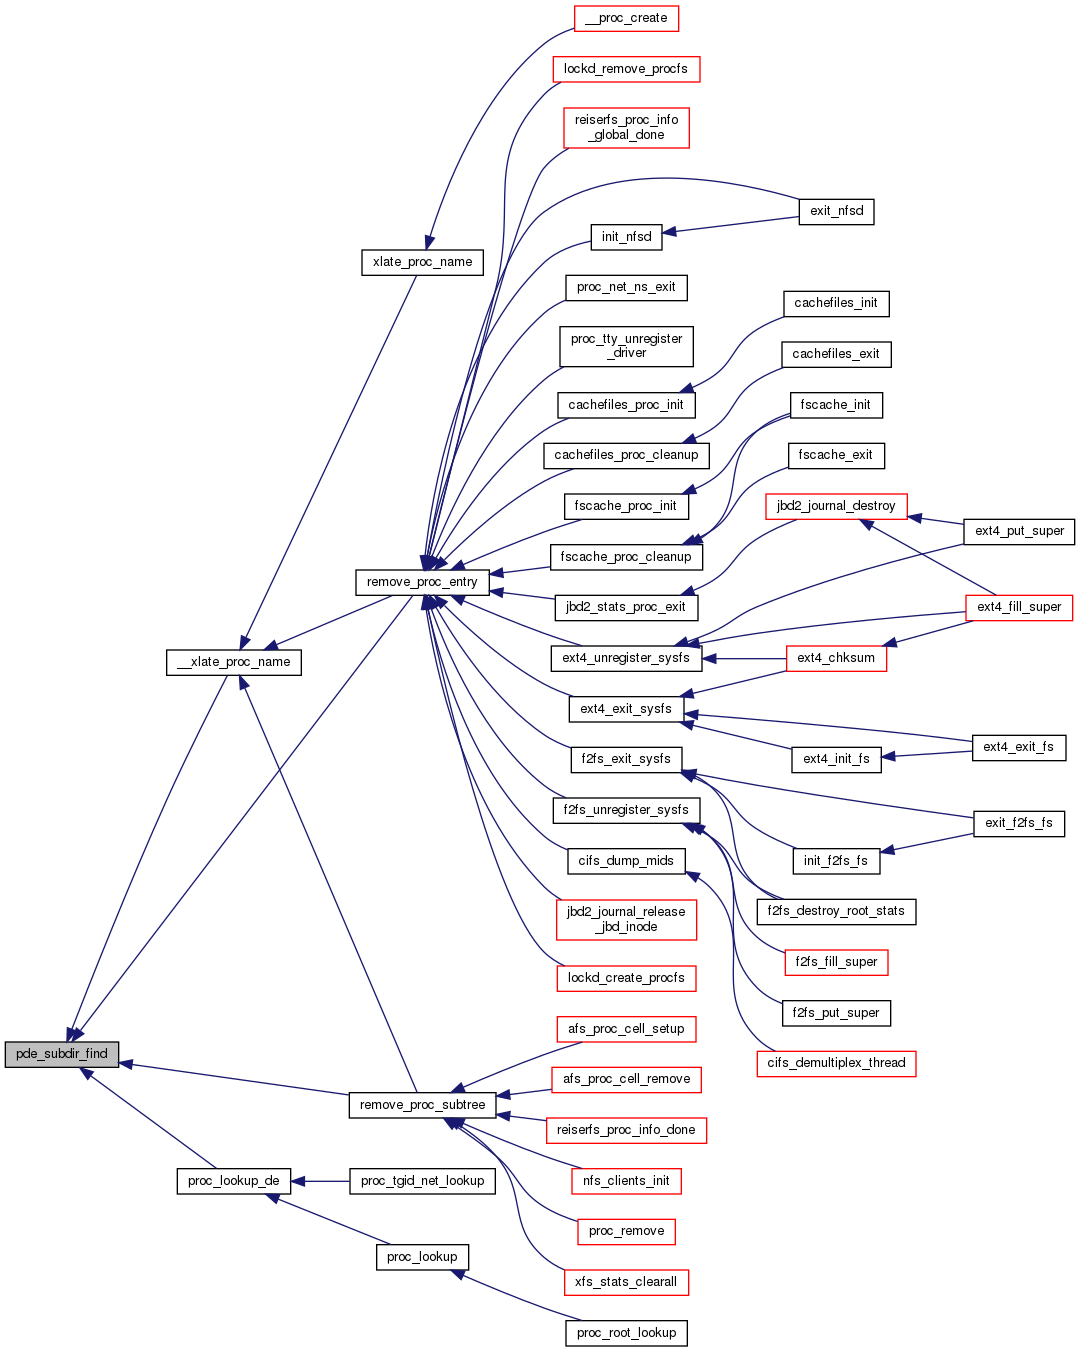 __proc_create
lockd_remove_procfs
reiserfs_proc_info
_global_done
exit_nfsd
init_nfsd
xlate_proc_name
proc_net_ns_exit
cachefiles_init
proc_tty_unregister
_driver
cachefiles_exit
cachefiles_proc_init
fscache_init
cachefiles_proc_cleanup
fscache_exit
fscache_proc_init
jbd2_journal_destroy
ext4_put_super
fscache_proc_cleanup
remove_proc_entry
jbd2_stats_proc_exit
ext4_fill_super
__xlate_proc_name
ext4_unregister_sysfs
ext4_chksum
ext4_exit_sysfs
ext4_exit_fs
f2fs_exit_sysfs
ext4_init_fs
f2fs_unregister_sysfs
exit_f2fs_fs
cifs_dump_mids
init_f2fs_fs
jbd2_journal_release
_jbd_inode
f2fs_destroy_root_stats
f2fs_fill_super
lockd_create_procfs
f2fs_put_super
afs_proc_cell_setup
pde_subdir_find
cifs_demultiplex_thread
afs_proc_cell_remove
remove_proc_subtree
reiserfs_proc_info_done
proc_lookup_de
proc_tgid_net_lookup
nfs_clients_init
proc_remove
proc_lookup
xfs_stats_clearall
proc_root_lookup